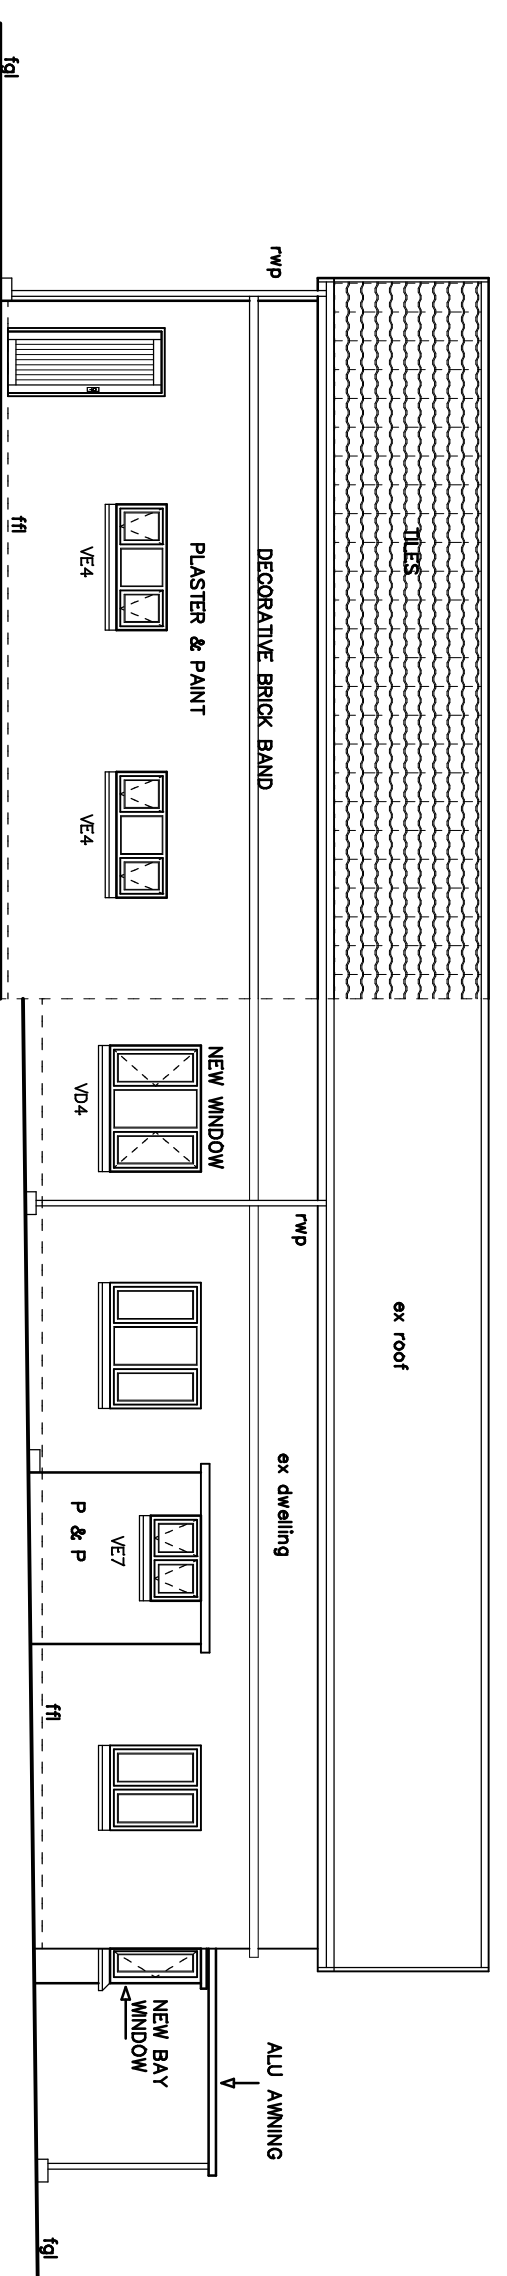 fgl
rwp
TILES
DECORATIVE BRICK BAND
PLASTER & PAINT
ffl
VE4
VE4
NEW WINDOW
VD4
rwp
ex roof
ex dwelling
P & P
VE7
ffl
NEW BAY
WINDOW
ALU AWNING
fgl